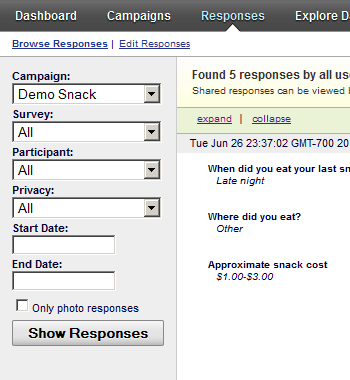 Dashboard Campaigns Responses Explore D
Browse Responses | Edit Responses
Campaign:
Demo Snack
Survey:
All
Participant:
All
Privacy:
All
Start Date:
End Date:
Only photo responses
Show Responses
Found 5 responses by all use
Shared responses can be viewed b
expand | collapse
Tue Jun 26 23:37:02 GMT-700 20
When did you eat your last sn
Late night
Where did you eat?
Other
Approximate snack cost
$1.00-$3.00